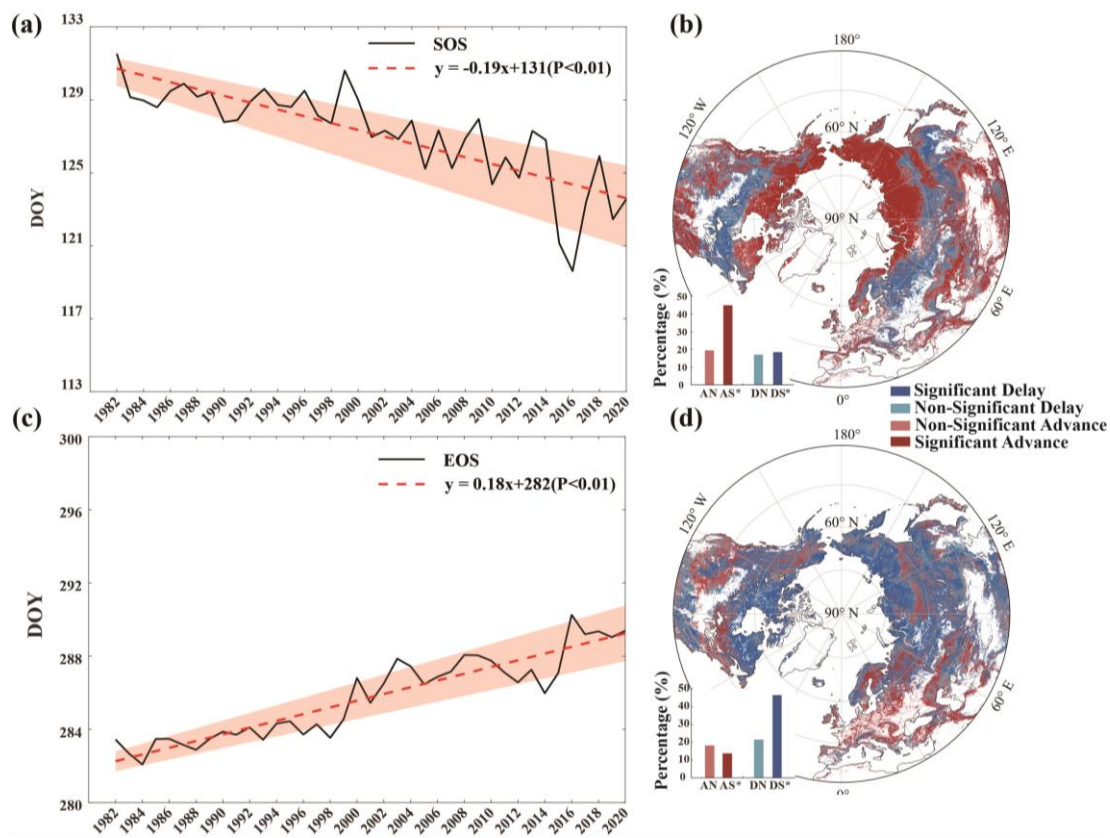 (a)
133
129
125
121
117
113
DOY
SOS
y = -0.19x+131(P<0.01)
1982
1984
1986
1988
1990
1992
1994
1996
1998
2000
2002
2004
2006
2008
2010
2012
2014
2016
2018
2020
(b)
180°
120° W
60° N
120° E
90° N
60° E
0°
Percentage (%)
50
40
30
20
10
0
AN AS* DN DS*
Significant Delay
Non-Significant Delay
Non-Significant Advance
Significant Advance
(c)
300
296
292
288
284
280
DOY
EOS
y = 0.18x+282(P<0.01)
1982
1984
1986
1988
1990
1992
1994
1996
1998
2000
2002
2004
2006
2008
2010
2012
2014
2016
2018
2020
(d)
180°
120° W
60° N
120° E
90° N
60° E
0°
Percentage (%)
50
40
30
20
10
0
AN AS* DN DS*